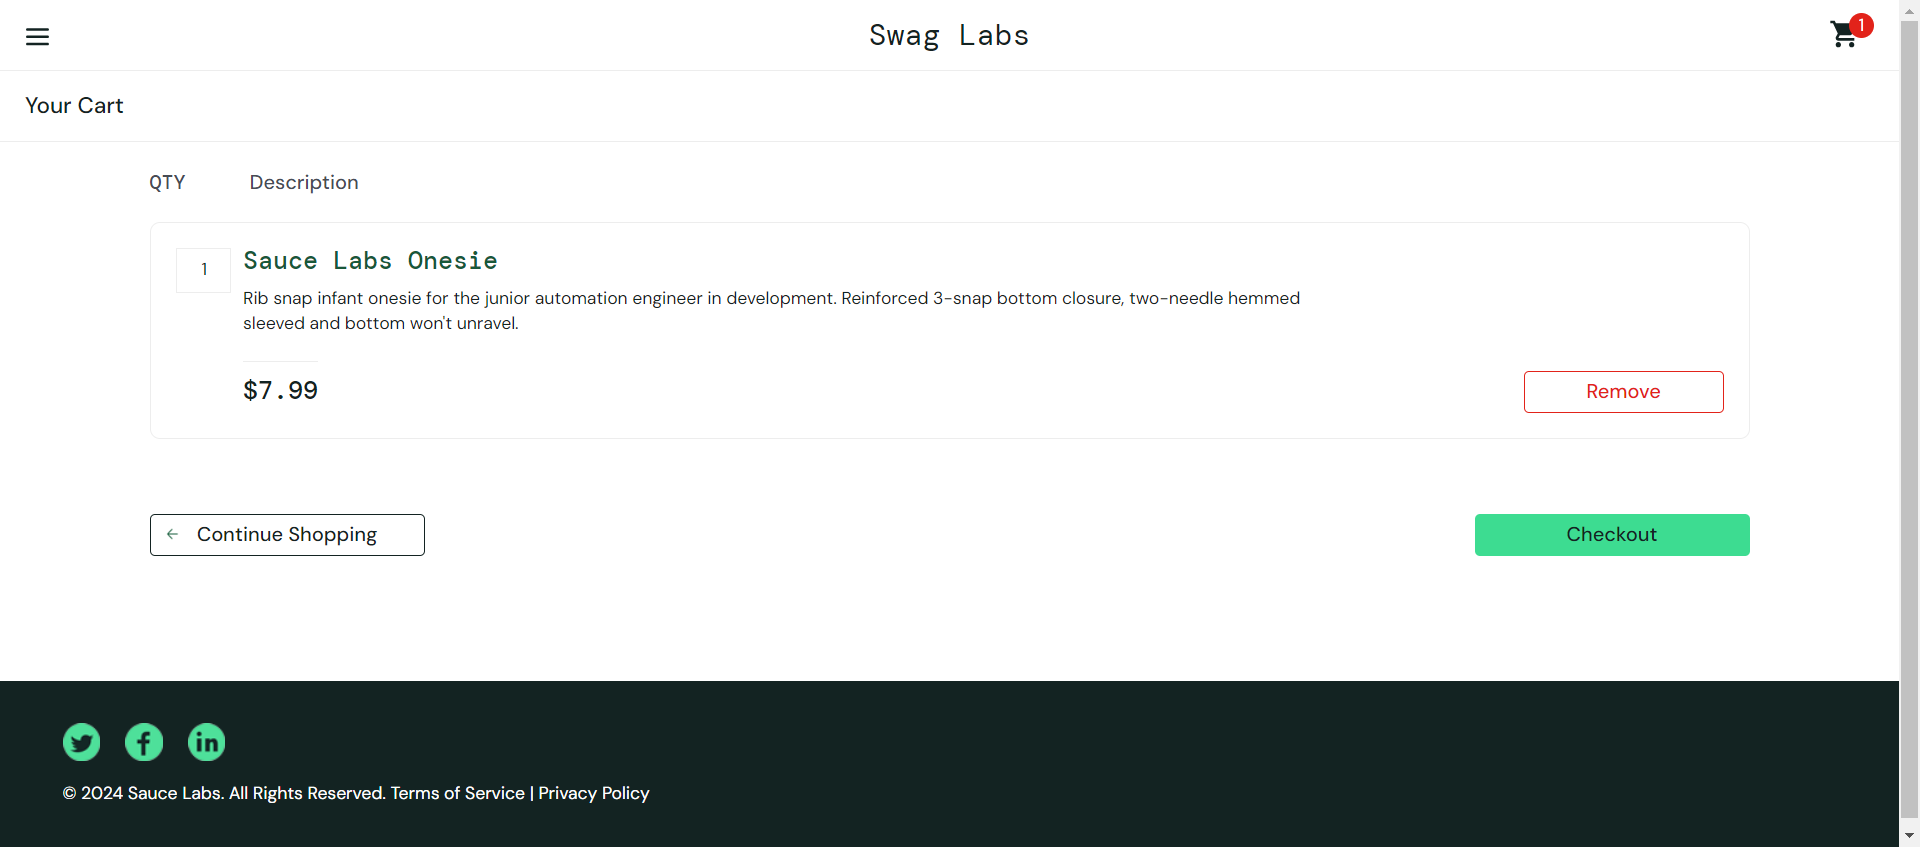 Swag Labs
1
Your Cart
QTY Description
1
Sauce Labs Onesie
Rib snap infant onesie for the junior automation engineer in development. Reinforced 3-snap bottom closure, two-needle hemmed
sleeved and bottom won't unravel.
$7.99
Remove
Continue Shopping
Checkout
© 2024 Sauce Labs. All Rights Reserved. Terms of Service | Privacy Policy